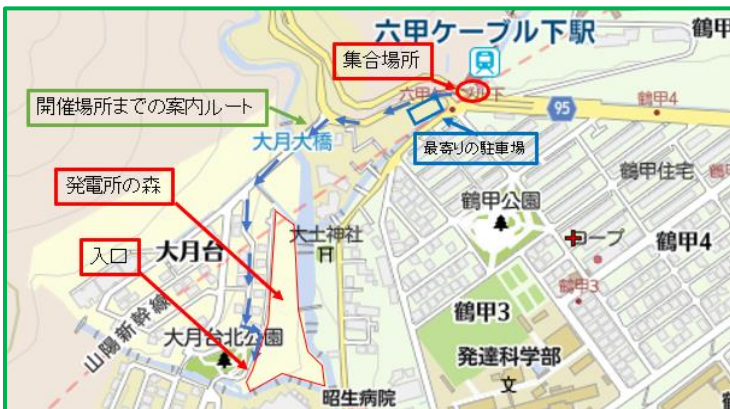 六甲ケーブル下駅
鶴甲
集合場所
六甲ケーブル下
95
鶴甲4
開催場所までの案内ルート
大月大橋
最寄りの駐車場
鶴甲住宅
発電所の森
鶴甲公園
入口
大月台
大土神社
コープ
鶴甲4
鶴甲3
鶴甲3
山陽新幹線
大月台北公園
発達科学部
文
昭生病院